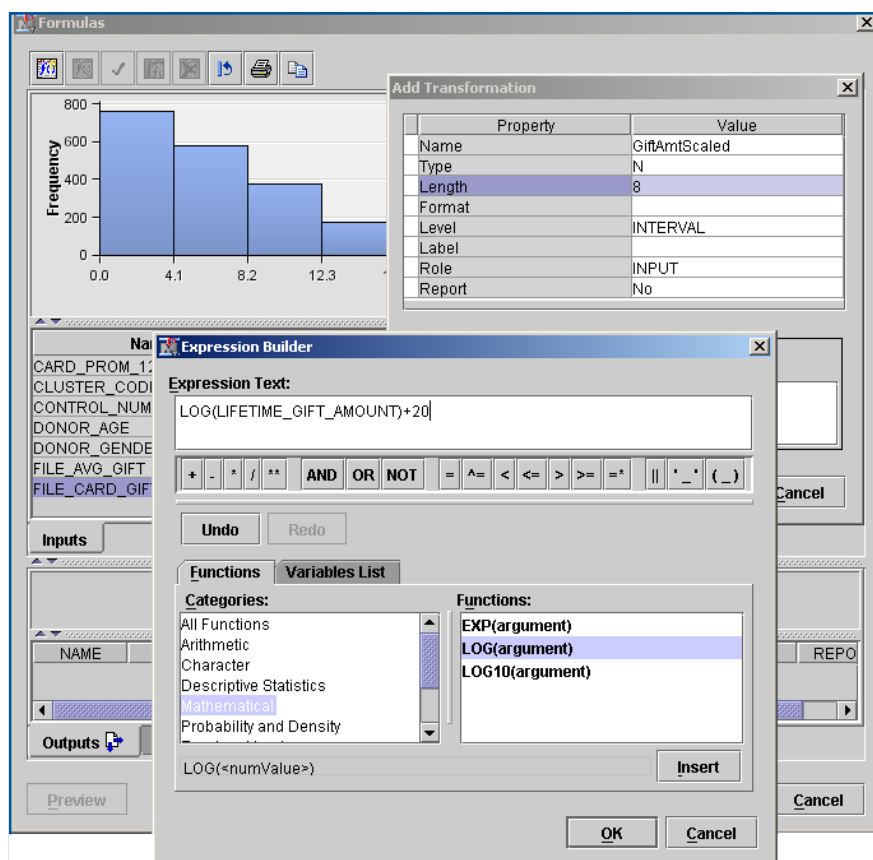 Formulas
800
600
400
200
0
Frequency
0.0 4.1 8.2 12.3
Add Transformation
Property Value
Name GiftAmtScaled
Type N
Length 8
Format
Level INTERVAL
Label
Role INPUT
Report No
Cancel
CARD_PROM_12
CLUSTER_CODE
CONTROL_NUM
DONOR_AGE
DONOR_GENDE
FILE_AVG_GIFT
FILE_CARD_GIF
Inputs
NAME REPO
Outputs
Preview Cancel
Expression Builder
Expression Text:
LOG(LIFETIME_GIFT_AMOUNT)+20
+ - * / ** AND OR NOT = ^= < <= > >= =* || '_' (_)
Undo Redo
Functions Variables List
Categories: Functions:
All Functions EXP(argument)
Arithmetic LOG(argument)
Character LOG10(argument)
Descriptive Statistics
Mathematical
Probability and Density
LOG(<numValue>) Insert
OK Cancel